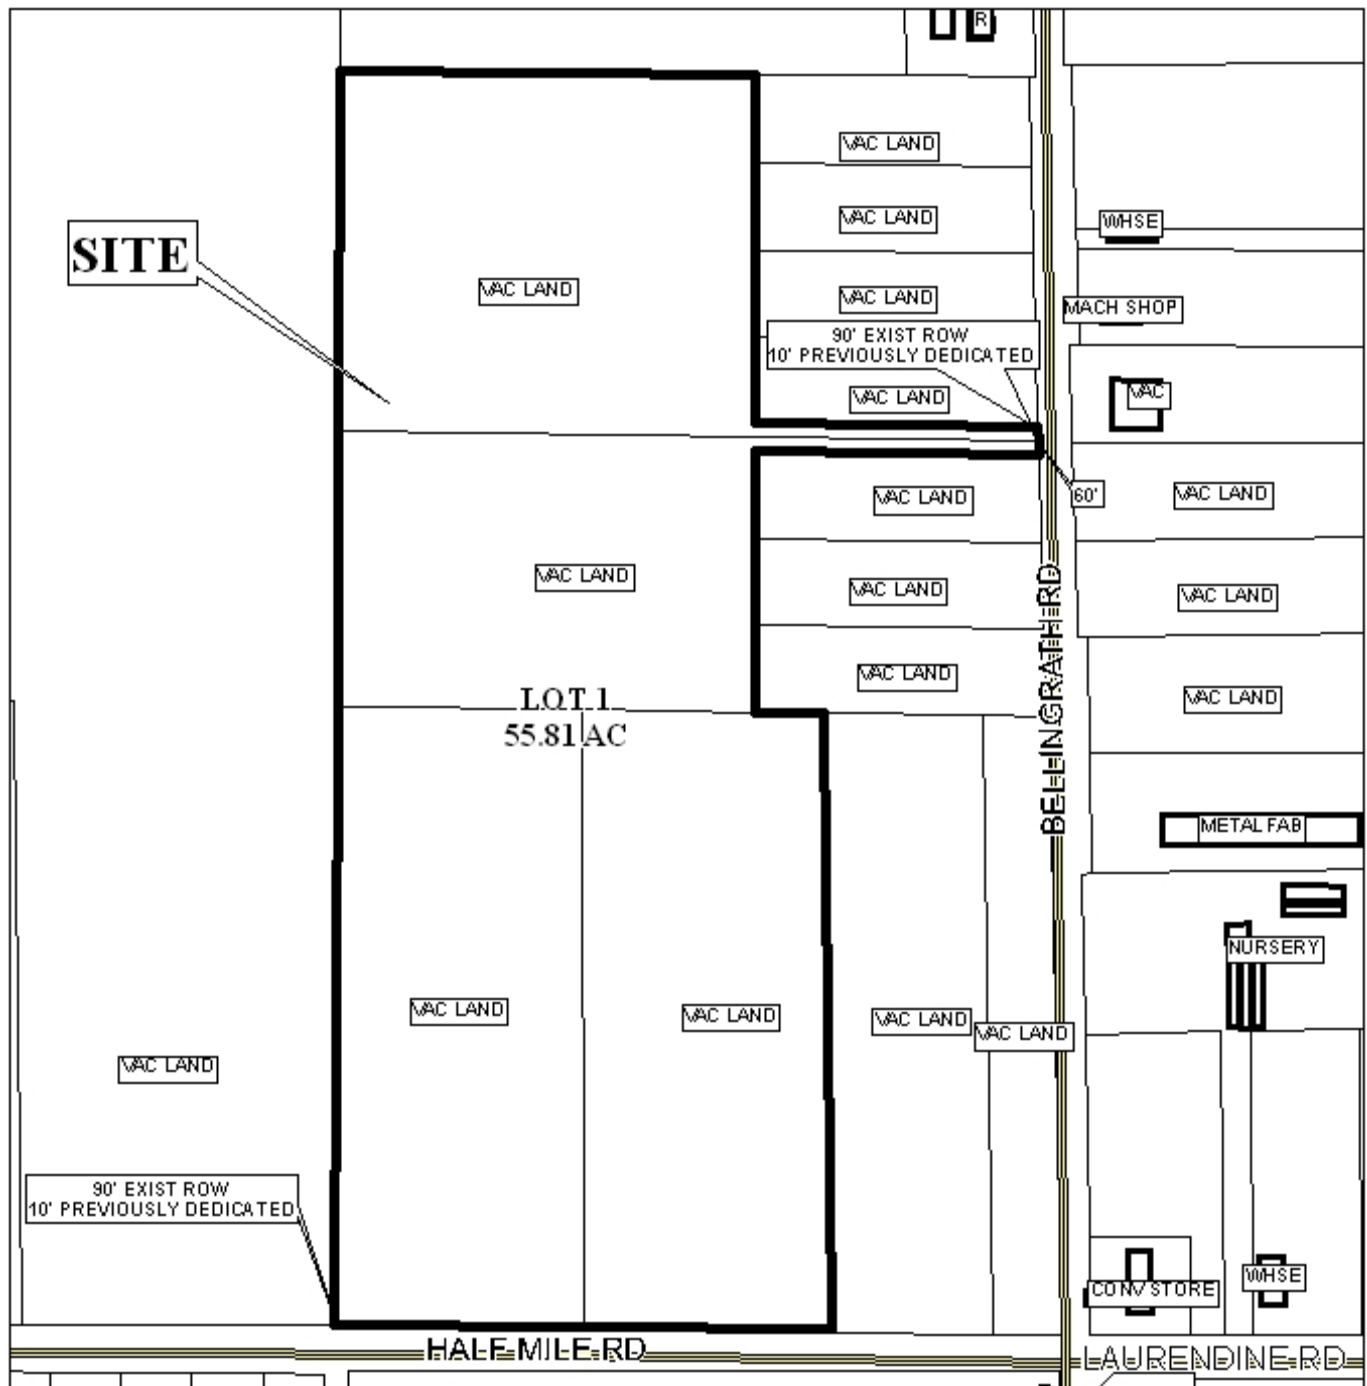 R
VAC LAND
VAC LAND
WHSE
SITE
VAC LAND
VAC LAND
MACH SHOP
90' EXIST ROW
10' PREVIOUSLY DEDICATED
VAC LAND
VAC
VAC LAND
60'
VAC LAND
VAC LAND
VAC LAND
VAC LAND
VAC LAND
BELLINGRATH RD
LOT 1
55.81 AC
VAC LAND
METAL FAB
NURSERY
VAC LAND
VAC LAND
VAC LAND
VAC LAND
VAC LAND
90' EXIST ROW
10' PREVIOUSLY DEDICATED
CONV STORE
WHSE
HALF MILE RD
LAURENDINE RD